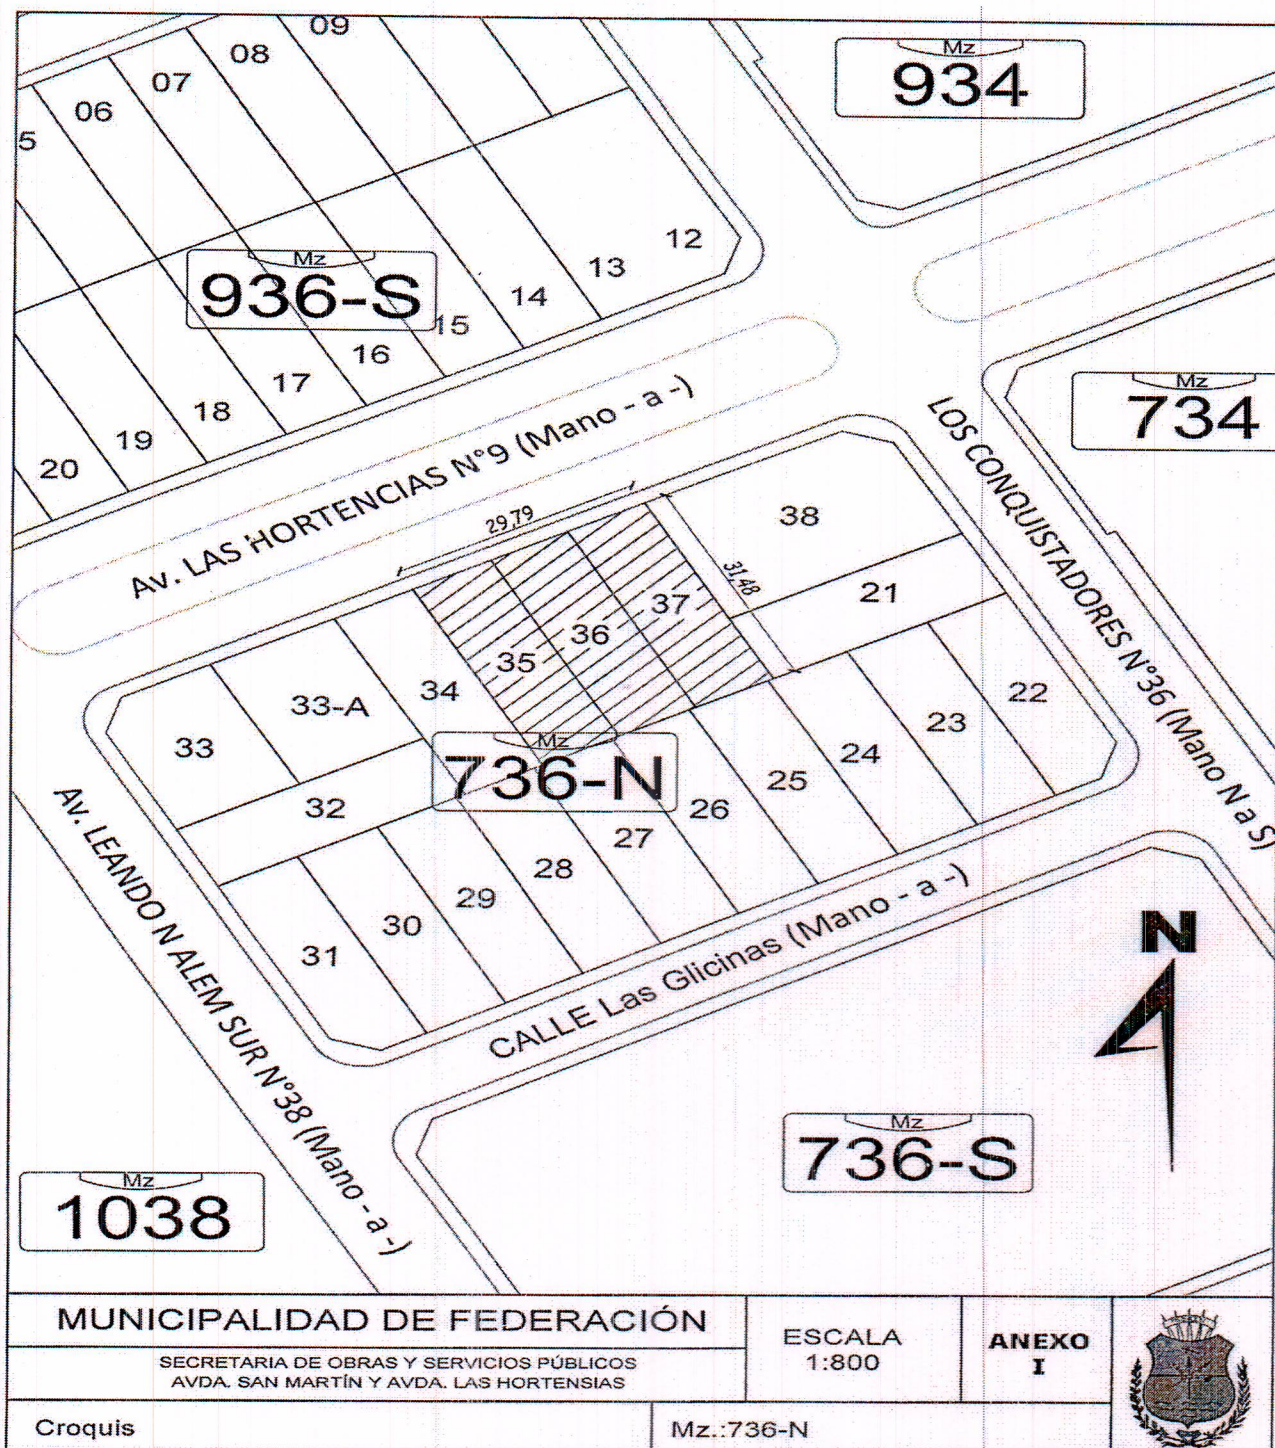 09
08
07
06
5
Mz
934
12
13
14
15
16
17
18
19
20
Mz
936-S
Mz
734
Av. LAS HORTENCIAS N°9 (Mano - a -)
LOS CONQUISTADORES N°36 (Mano N a S)
29,79
31,48
38
21
37
36
35
34
33-A
33
32
Mz
736-N
22
23
24
25
26
27
28
29
30
31
Av. LEANDO N ALEM SUR N°38 (Mano - a -)
CALLE Las Glicinas (Mano - a -)
N
Mz
736-S
Mz
1038
MUNICIPALIDAD DE FEDERACIÓN
SECRETARIA DE OBRAS Y SERVICIOS PÚBLICOS
AVDA. SAN MARTÍN Y AVDA. LAS HORTENSIAS
ESCALA
1:800
ANEXO
I
Croquis
Mz.:736-N